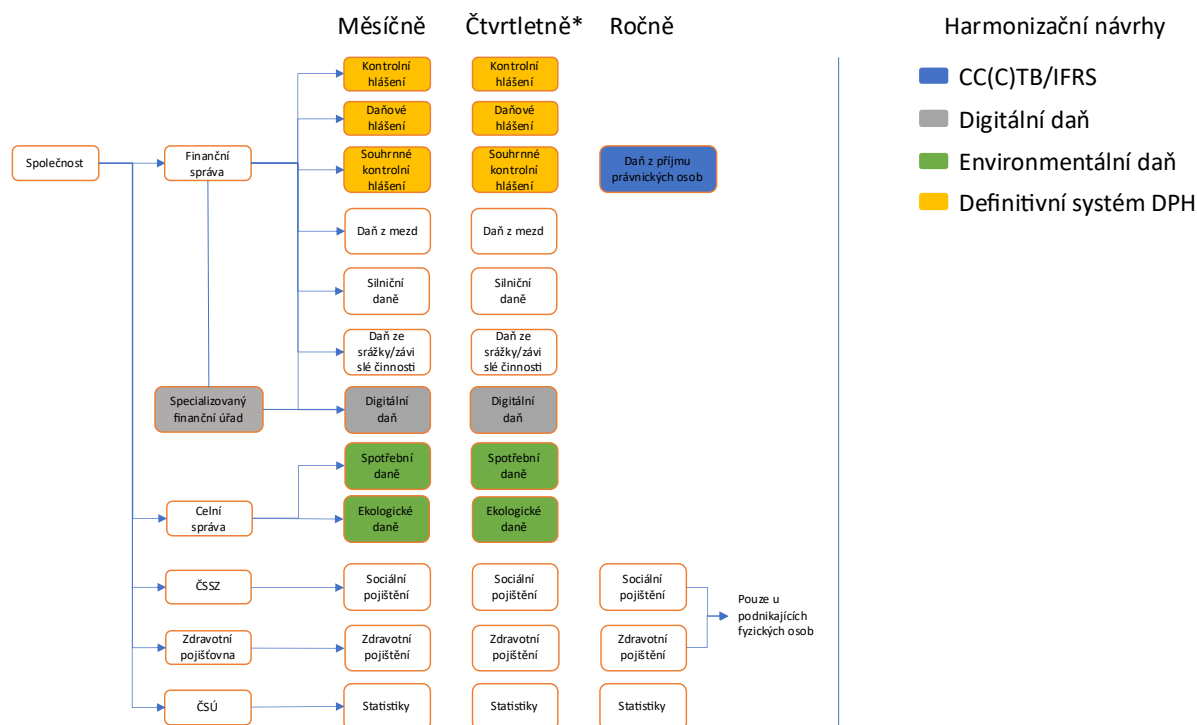 Měsíčně
Čtvrtletně*
Ročně
Harmonizační návrhy
Kontrolní
hlášení
Kontrolní
hlášení
CC(C)TB/IFRS
Daňové
hlášení
Daňové
hlášení
Digitální daň
Společnost
Finanční
správa
Souhrnné
kontrolní
hlášení
Souhrnné
kontrolní
hlášení
Daň z příjmu
právnických osob
Environmentální daň
Definitivní systém DPH
Daň z mezd
Daň z mezd
Silniční
daně
Silniční
daně
Daň ze
srážky/závi
slé činnosti
Daň ze
srážky/závi
slé činnosti
Specializovaný
finanční úřad
Digitální
daň
Digitální
daň
Spotřební
daně
Spotřební
daně
Celní
správa
Ekologické
daně
Ekologické
daně
ČSSZ
Sociální
pojištění
Sociální
pojištění
Sociální
pojištění
Pouze u
podnikajících
fyzických osob
Zdravotní
pojišťovna
Zdravotní
pojištění
Zdravotní
pojištění
Zdravotní
pojištění
ČSÚ
Statistiky
Statistiky
Statistiky